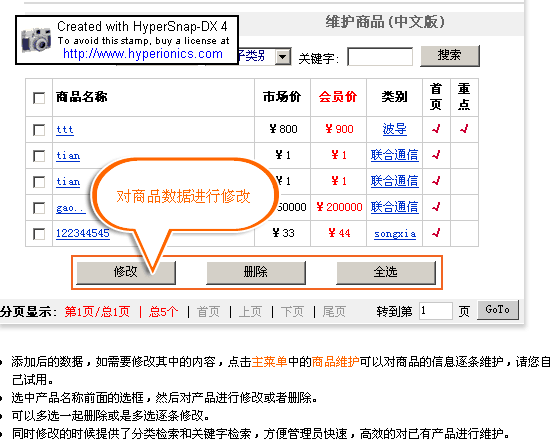 维护商品(中文版)
Created with HyperSnap-DX 4
To avoid this stamp, buy a license at
http://www.hyperionics.com
子类别 关键字: 搜索
商品名称 市场价 会员价 类别 首页 重点
ttt ¥800 ¥900 波导 √ √
tian ¥1 ¥1 联合通信 √
tian ¥1 ¥1 联合通信 √
gao.. 50000 ¥200000 联合通信 √
122344545 ¥33 ¥44 songxia √
对商品数据进行修改
修改 删除 全选
分页显示: 第1页/总1页 | 总5个 | 首页 | 上页 | 下页 | 尾页 转到第 1 页 GoTo
• 添加后的数据，如需要修改其中的内容，点击主菜单中的商品维护可以对商品的信息逐条维护，请您自
己试用。
• 选中产品名称前面的选框，然后对产品进行修改或者删除。
• 可以多选一起删除或是多选逐条修改。
• 同时修改的时候提供了分类检索和关键字检索，方便管理员快速，高效的对已有产品进行维护。